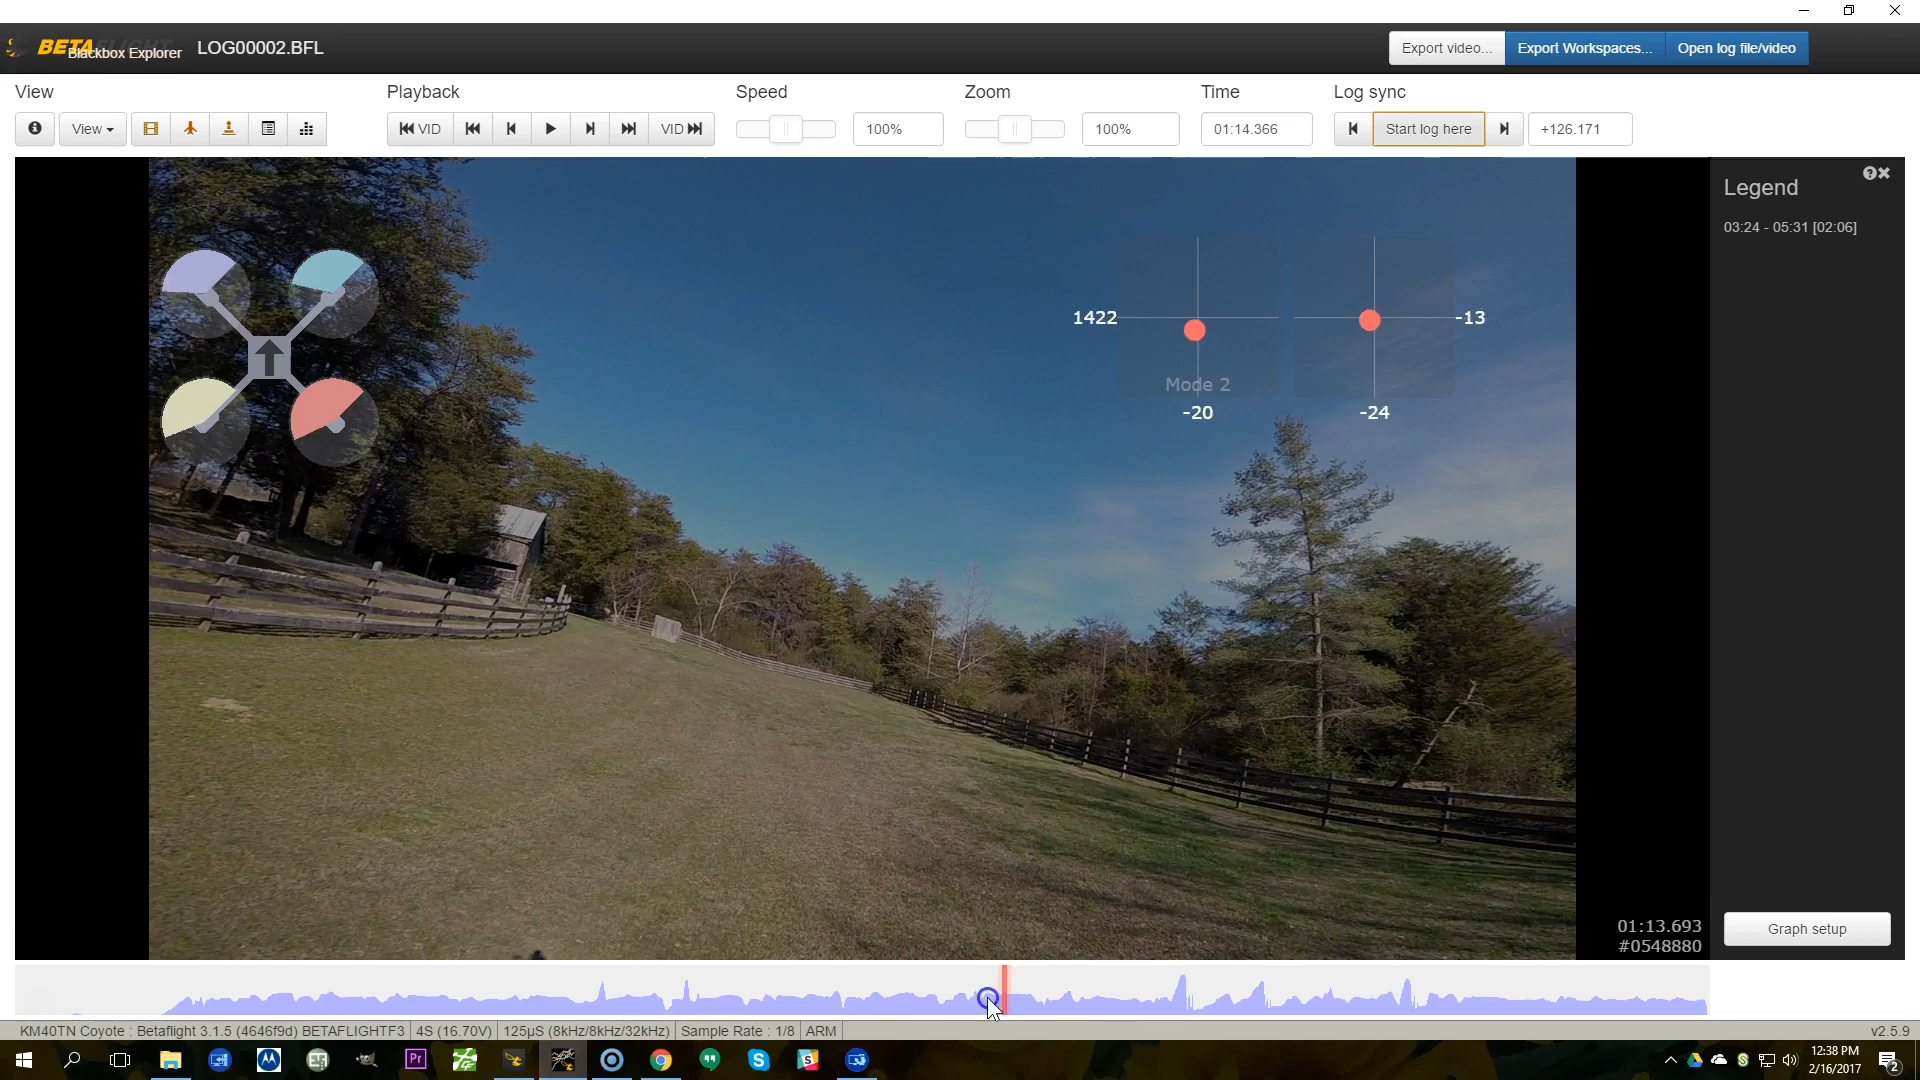 BETAFLIGHT
Blackbox Explorer
LOG00002.BFL
Export video...
Export Workspaces...
Open log file/video
View
Playback
Speed
Zoom
Time
Log sync
View
VID
VID
100%
100%
01:14.366
Start log here
+126.171
Legend
03:24 - 05:31 [02:06]
1422
-13
Mode 2
-20
-24
01:13.693
#0548880
Graph setup
KM40TN Coyote : Betaflight 3.1.5 (4646f9d) BETAFLIGHTF3
4S (16.70V)
125µS (8kHz/8kHz/32kHz)
Sample Rate : 1/8
ARM
v2.5.9
Pr
12:38 PM
2/16/2017
2